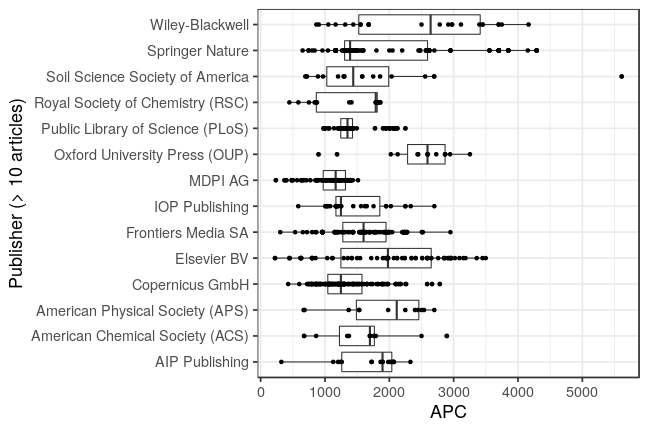 Publisher (> 10 articles)
Wiley-Blackwell
Springer Nature
Soil Science Society of America
Royal Society of Chemistry (RSC)
Public Library of Science (PLoS)
Oxford University Press (OUP)
MDPI AG
IOP Publishing
Frontiers Media SA
Elsevier BV
Copernicus GmbH
American Physical Society (APS)
American Chemical Society (ACS)
AIP Publishing
0 1000 2000 3000 4000 5000
APC